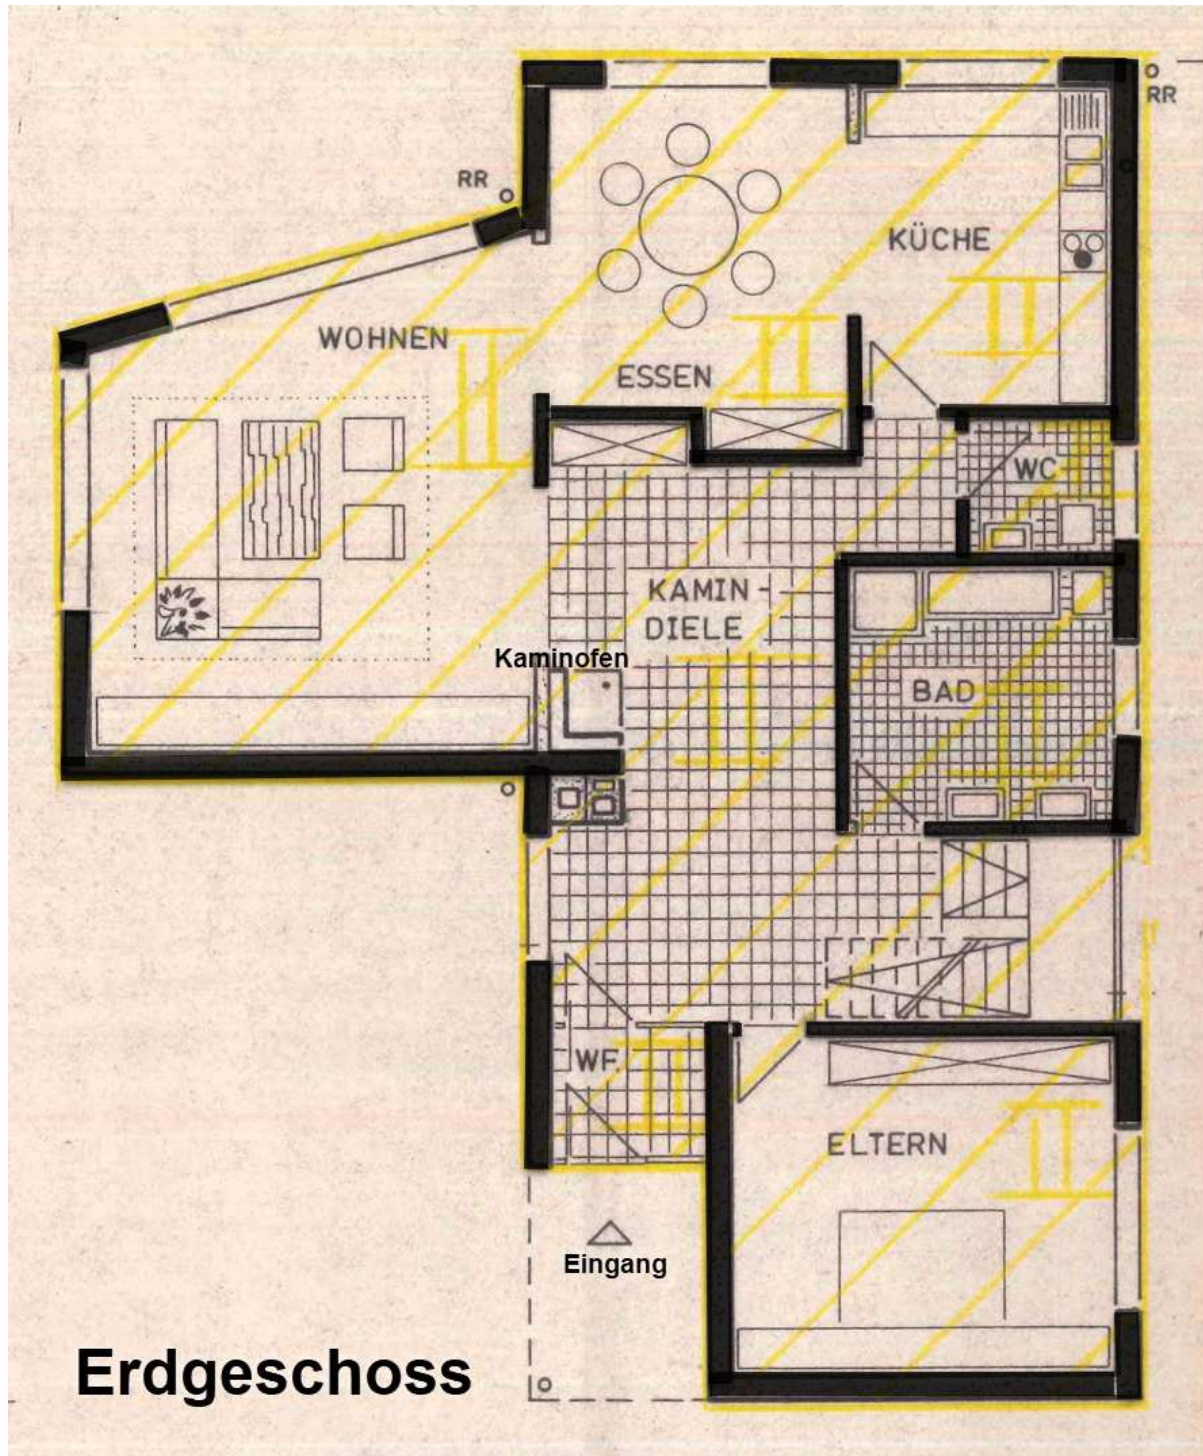 RR
RR
KÜCHE
WOHNEN
ESSEN
WC
KAMIN-
DIELE
Kaminofen
BAD
WF.
ELTERN
Eingang
Erdgeschoss